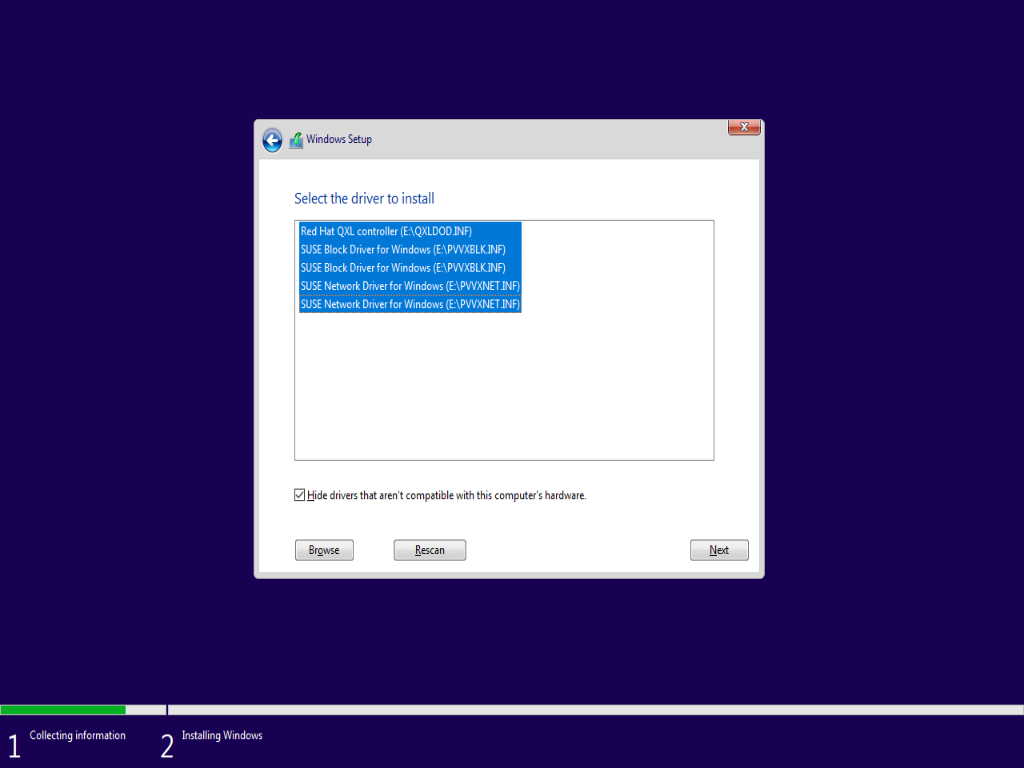 Windows Setup
Select the driver to install
Red Hat QXL controller (E:\QXLDOD.INF)
SUSE Block Driver for Windows (E:\PVVXBLK.INF)
SUSE Block Driver for Windows (E:\PVVXBLK.INF)
SUSE Network Driver for Windows (E:\PVVXNET.INF)
SUSE Network Driver for Windows (E:\PVVXNET.INF)
Hide drivers that aren't compatible with this computer's hardware.
Browse
Rescan
Next
1 Collecting information
2 Installing Windows